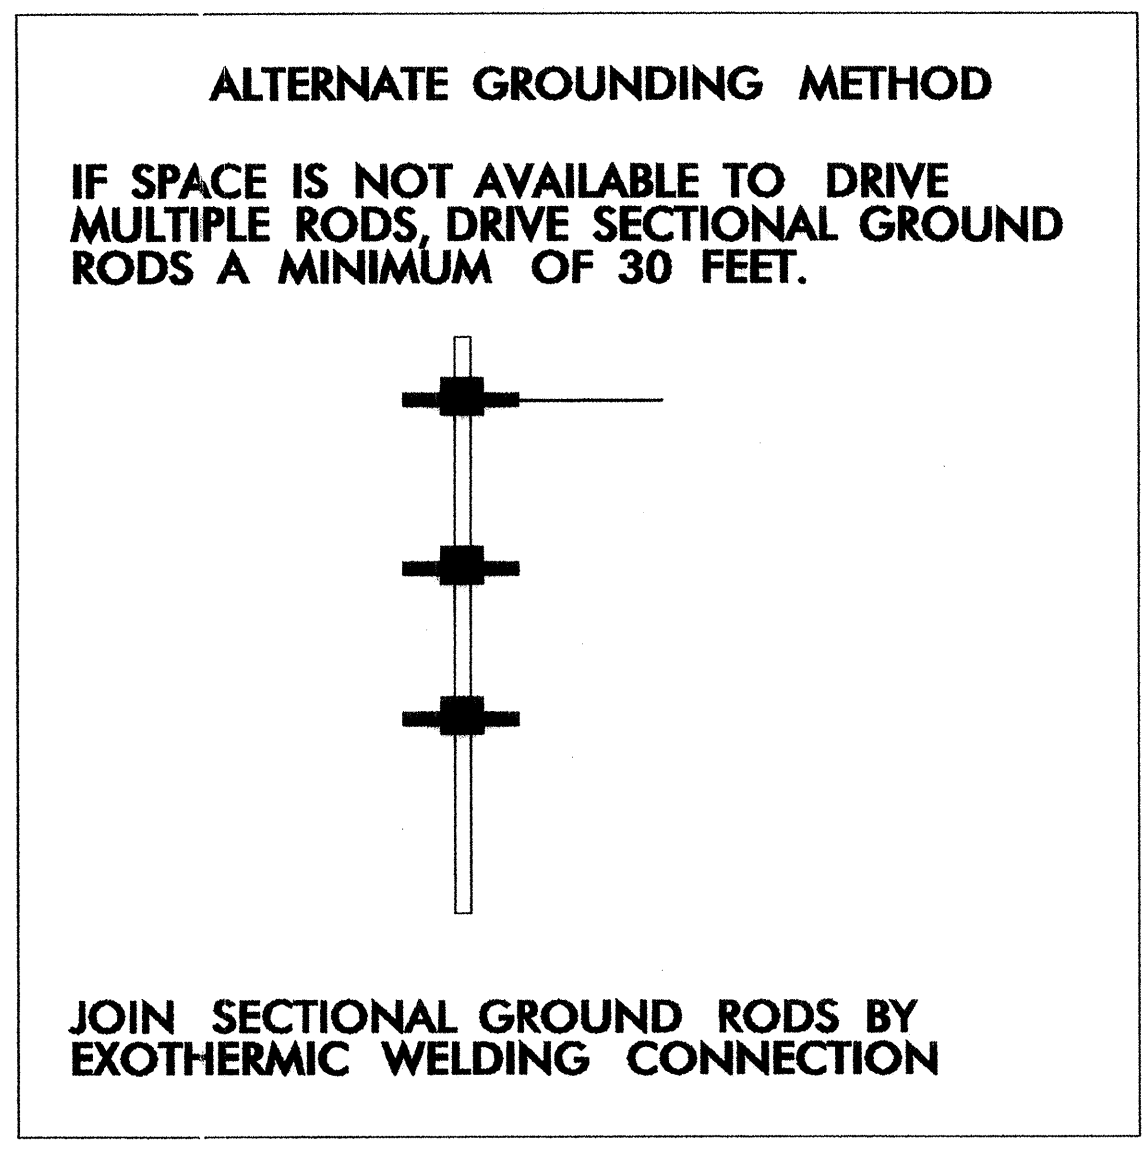 ALTERNATE GROUNDING METHOD
IF SPACE IS NOT AVAILABLE TO DRIVE
MULTIPLE RODS, DRIVE SECTIONAL GROUND
RODS A MINIMUM OF 30 FEET.
JOIN SECTIONAL GROUND RODS BY
EXOTHERMIC WELDING CONNECTION